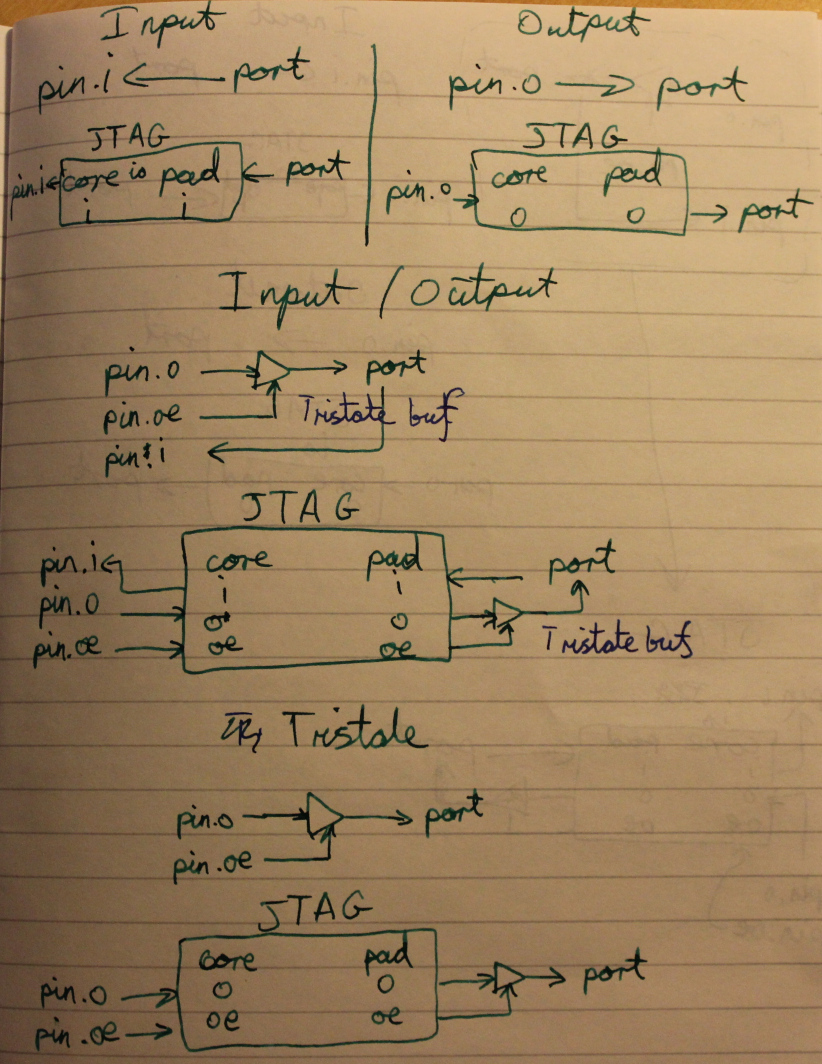 Input
pin.i port
JTAG
pin.i core io pad port
i i
Output
pin.o port
JTAG
pin.o core pad
o o port
Input / Output
pin.o port
pin.oe Tristate buf
pin.i
JTAG
pin.i core pad port
i i
pin.o o o
pin.oe oe oe Tristate buf
Tristate
pin.o port
pin.oe
JTAG
core pad port
pin.o o o
pin.oe oe oe